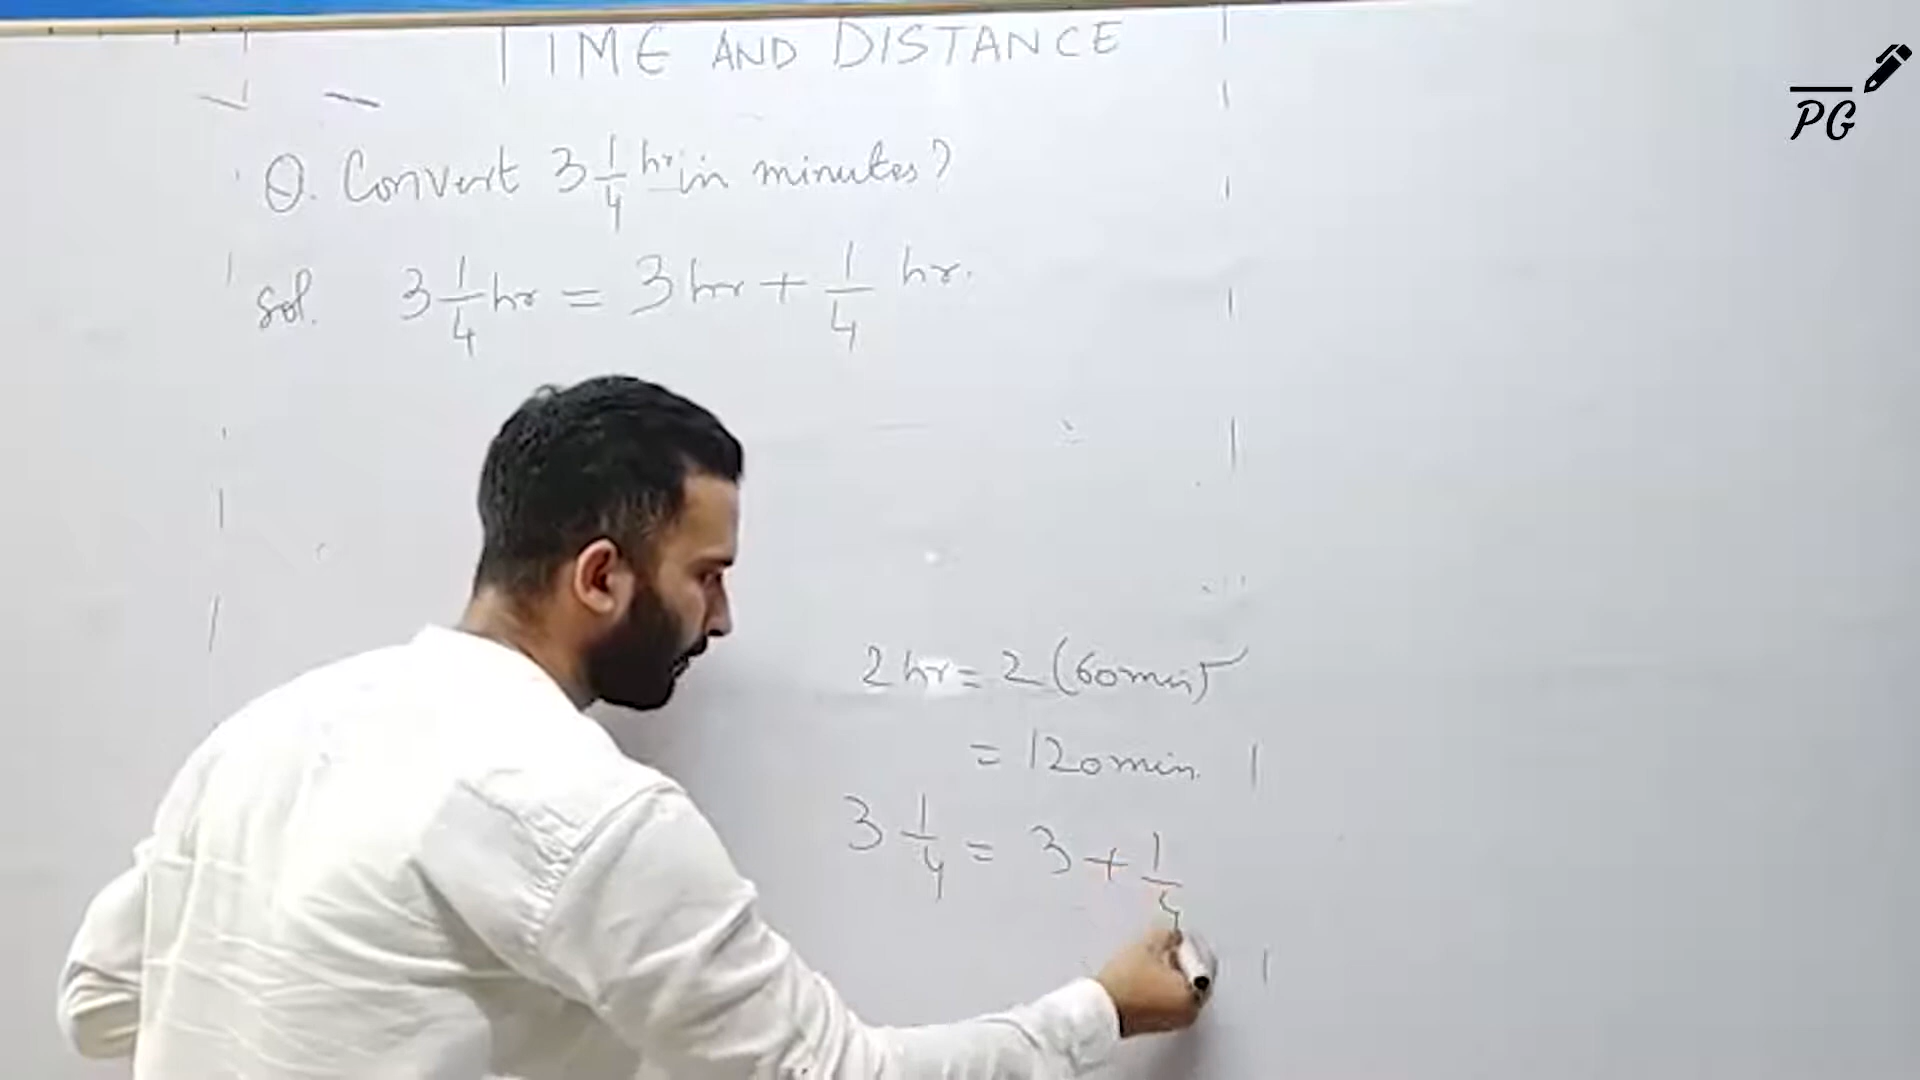 TIME AND DISTANCE
PG
Q. Convert 3 1/4 hr in minutes?
Sol. 3 1/4 hr = 3 hr + 1/4 hr.
2 hr = 2 (60 min)
= 120 min.
3 1/4 = 3 + 1/4